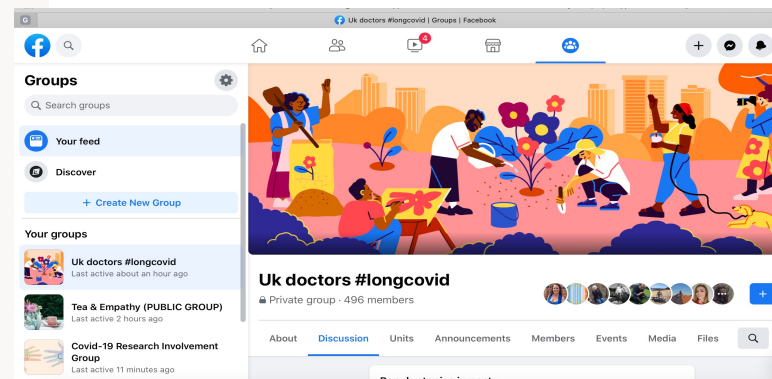 G
Uk doctors #longcovid | Groups | Facebook
4
Groups
Search groups
Your feed
Discover
+ Create New Group
Your groups
Uk doctors #longcovid
Last active about an hour ago
Tea & Empathy (PUBLIC GROUP)
Last active 2 hours ago
Covid-19 Research Involvement
Group
Last active 11 minutes ago
Uk doctors #longcovid
Private group · 496 members
About Discussion Units Announcements Members Events Media Files